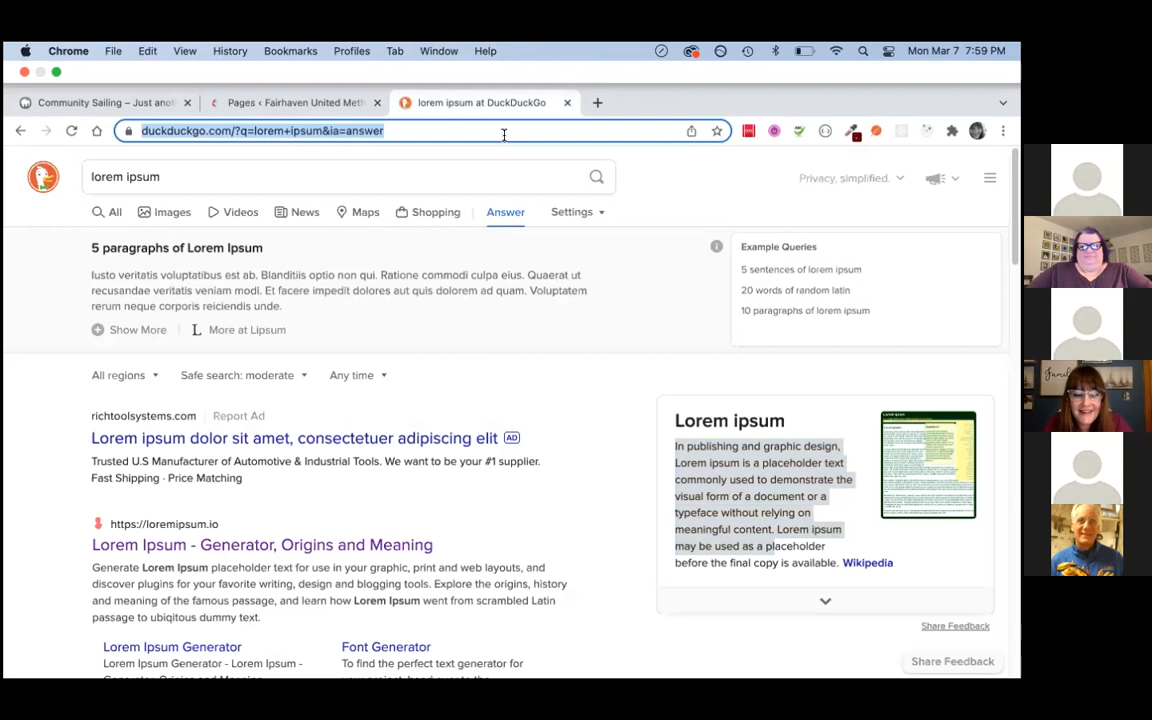 Chrome File Edit View History Bookmarks Profiles Tab Window Help Mon Mar 7 7:59 PM
Community Sailing – Just anot Pages ‹ Fairhaven United Meth lorem ipsum at DuckDuckGo
duckduckgo.com/?q=lorem+ipsum&ia=answer
lorem ipsum
Privacy, simplified.
All Images Videos News Maps Shopping Answer Settings
5 paragraphs of Lorem Ipsum
Iusto veritatis voluptatibus est ab. Blanditiis optio non qui. Ratione commodi culpa eius. Quaerat ut
recusandae veritatis veniam modi. Et facere impedit dolores aut quis dolorem ad quam. Voluptatem
rerum neque corporis reiciendis unde.
Show More L More at Lipsum
Example Queries
5 sentences of lorem ipsum
20 words of random latin
10 paragraphs of lorem ipsum
All regions Safe search: moderate Any time
richtoolsystems.com Report Ad
Lorem ipsum dolor sit amet, consectetuer adipiscing elit AD
Trusted U.S Manufacturer of Automotive & Industrial Tools. We want to be your #1 supplier.
Fast Shipping · Price Matching
https://loremipsum.io
Lorem Ipsum - Generator, Origins and Meaning
Generate Lorem Ipsum placeholder text for use in your graphic, print and web layouts, and
discover plugins for your favorite writing, design and blogging tools. Explore the origins, history
and meaning of the famous passage, and learn how Lorem Ipsum went from scrambled Latin
passage to ubiqitous dummy text.
Lorem Ipsum Generator
Lorem Ipsum Generator - Lorem Ipsum -
Font Generator
To find the perfect text generator for
Lorem ipsum
In publishing and graphic design,
Lorem ipsum is a placeholder text
commonly used to demonstrate the
visual form of a document or a
typeface without relying on
meaningful content. Lorem ipsum
may be used as a placeholder
before the final copy is available. Wikipedia
Share Feedback
Share Feedback